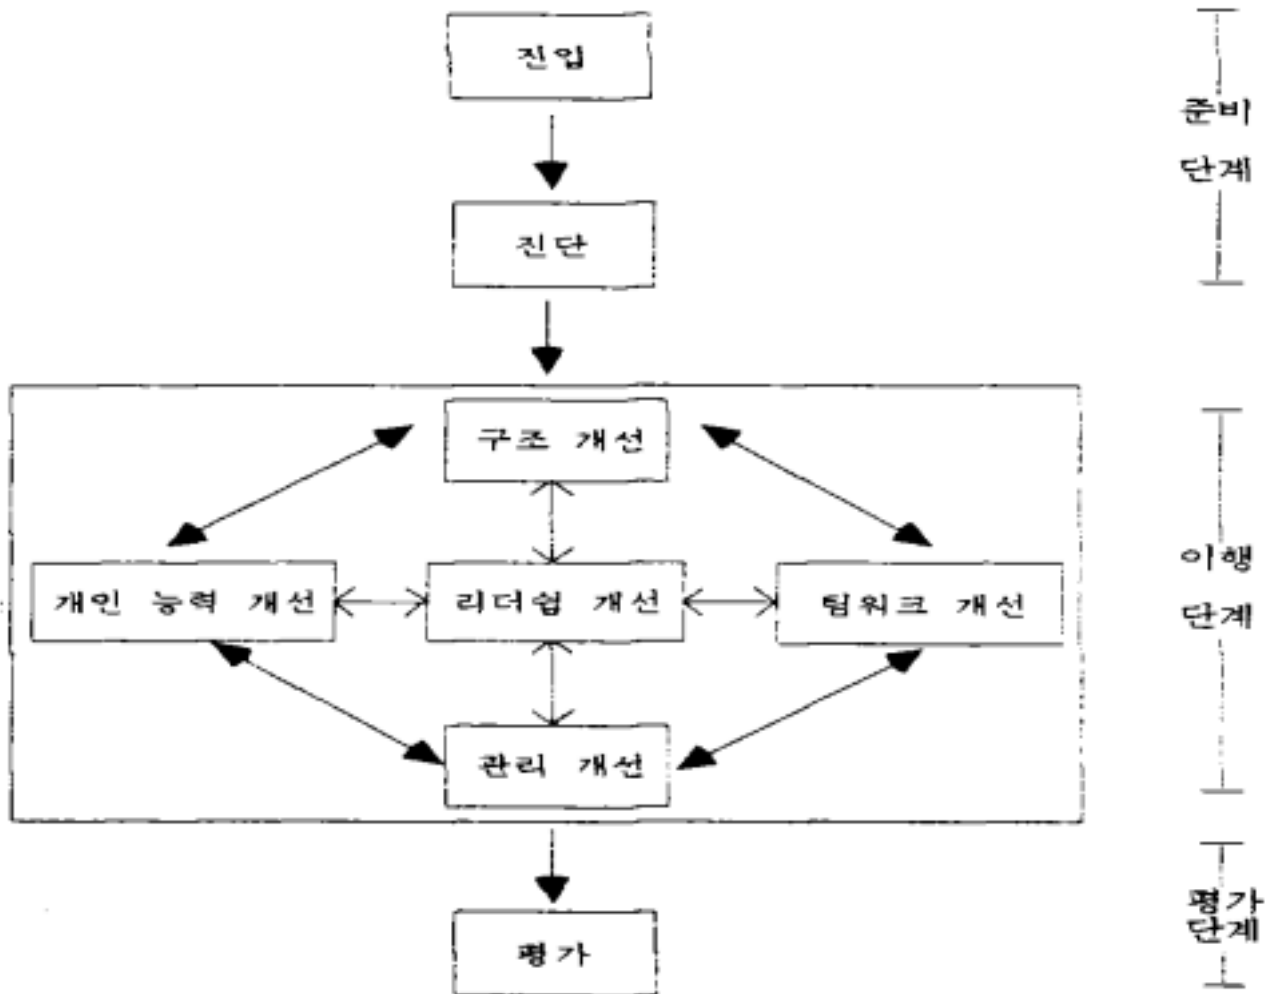 진입
준비
단계
진단
구조 개선
개인 능력 개선
리더쉽 개선
팀워크 개선
이행
단계
관리 개선
평가
단계
평가